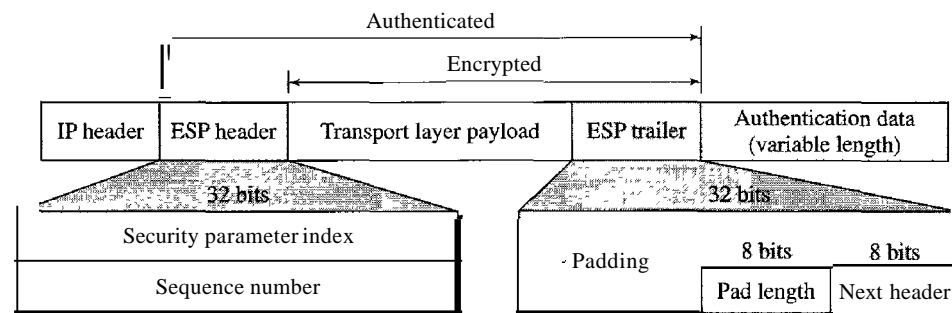 Authenticated
Encrypted
IP header
ESP header
Transport layer payload
ESP trailer
Authentication data
(variable length)
32 bits
32 bits
Security parameter index
Sequence number
Padding
8 bits
8 bits
Pad length
Next header